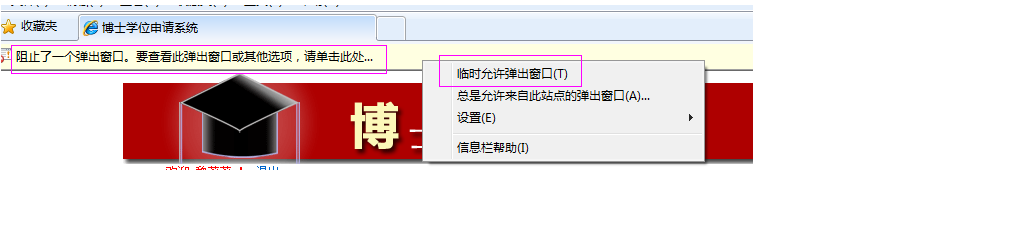 收藏夹
博士学位申请系统
阻止了一个弹出窗口。要查看此弹出窗口或其他选项，请单击此处...
临时允许弹出窗口(T)
总是允许来自此站点的弹出窗口(A)...
设置(E)
信息栏帮助(I)
博